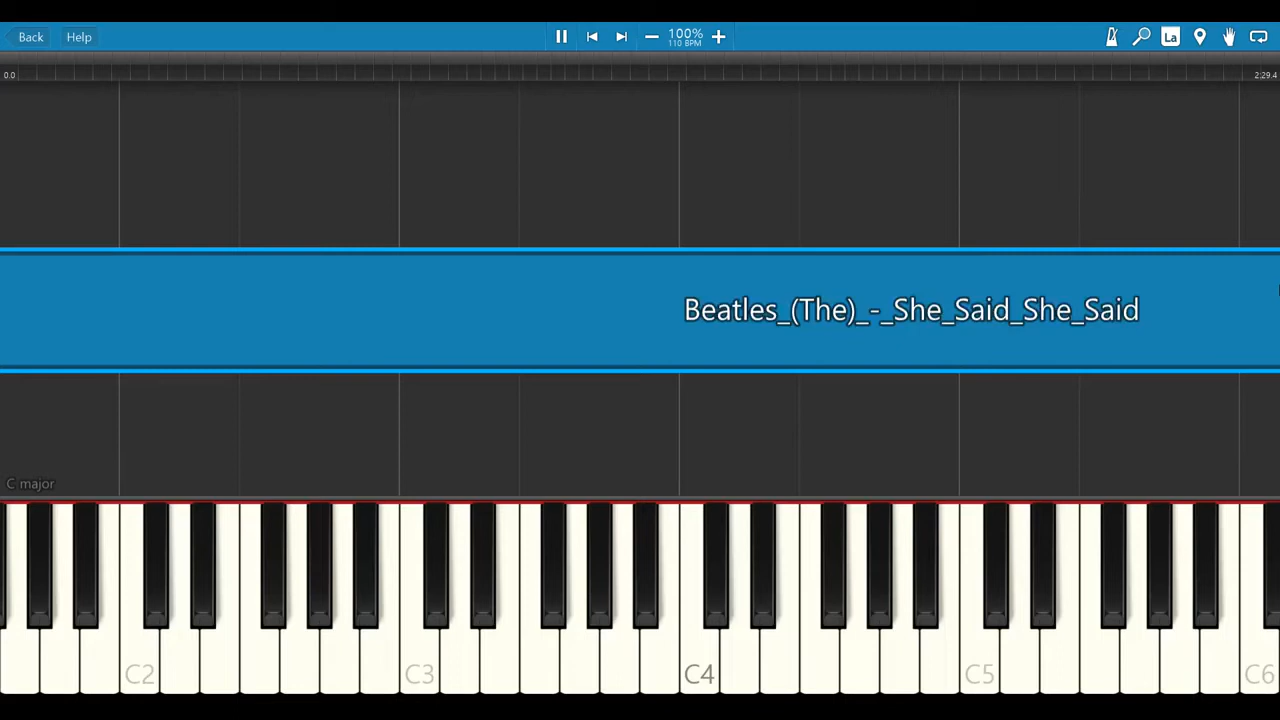 Back Help 100% La
110 BPM
0.0 2:29.4
Beatles_(The)_-_She_Said_She_Said
C major
C2 C3 C4 C5 C6